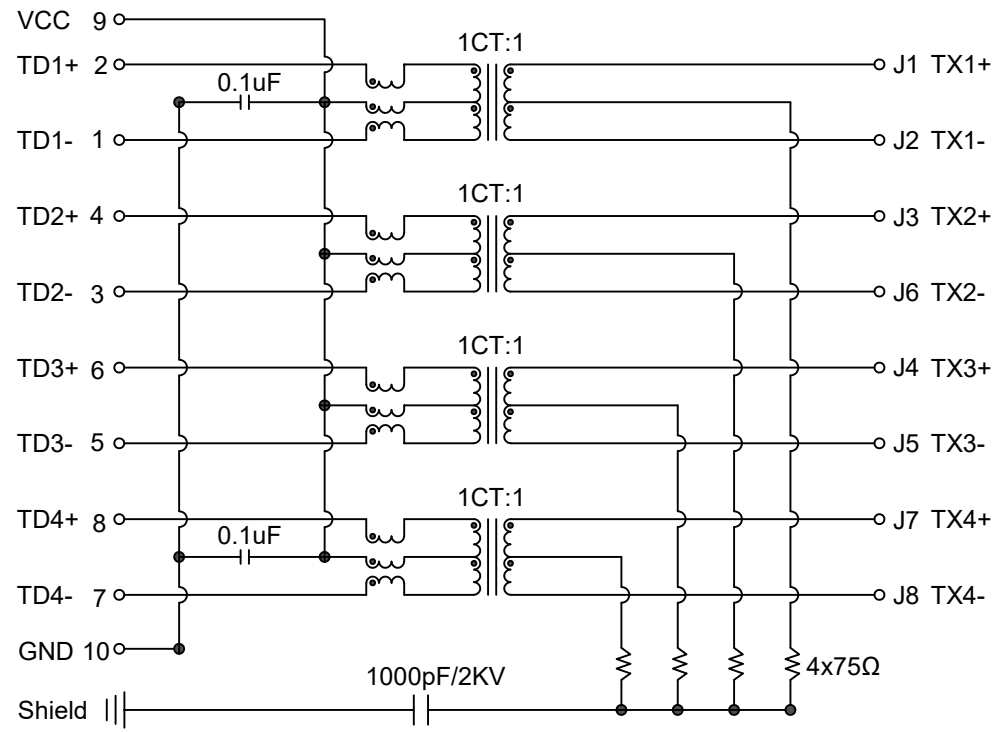 VCC 9
1CT:1
TD1+ 2
J1 TX1+
0.1uF
TD1- 1
J2 TX1-
1CT:1
TD2+ 4
J3 TX2+
TD2- 3
J6 TX2-
1CT:1
TD3+ 6
J4 TX3+
TD3- 5
J5 TX3-
1CT:1
TD4+ 8
J7 TX4+
0.1uF
TD4- 7
J8 TX4-
GND 10
4x75Ω
1000pF/2KV
Shield